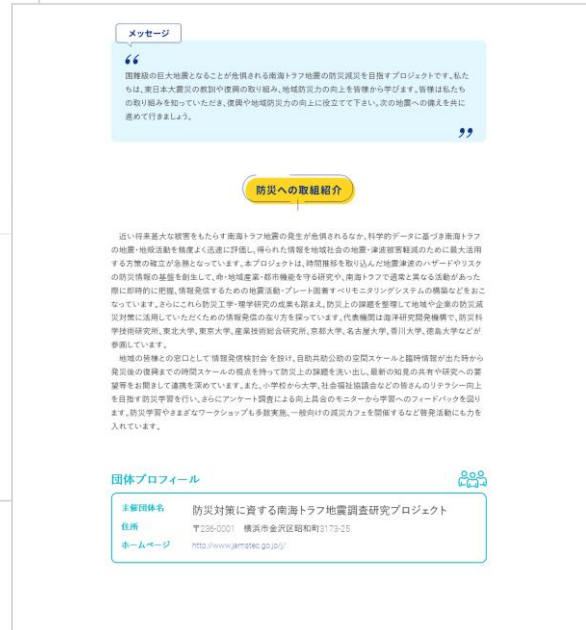 メッセージ
“
国難級の巨大地震となることが危惧される南海トラフ地震の防災減災を目指すプロジェクトです。私た
ちは、東日本大震災の教訓や復興の取り組み、地域防災力の向上を皆様から学びます。皆様は私たち
の取り組みを知っていただき、復興や地域防災力の向上に役立てて下さい。次の地震への備えを共に
進めて行きましょう。
”
防災への取組紹介
近い将来甚大な被害をもたらす南海トラフ地震の発生が危惧されるなか、科学的データに基づき南海トラフ
の地震・地殻活動を精度よく迅速に評価し、得られた情報を地域社会の地震・津波被害軽減のために最大活用
する方策の確立が急務となっています。本プロジェクトは、時間推移を取り込んだ地震津波のハザードやリスク
の防災情報の基盤を創生して、命・地域産業・都市機能を守る研究や、南海トラフで通常と異なる活動があった
際に即時的に把握、情報発信するための地震活動・プレート固着すべりモニタリングシステムの構築などをおこ
なっています。さらにこれら防災工学・理学研究の成果も踏まえ、防災上の課題を整理して地域や企業の防災減
災対策に活用していただくための情報発信の在り方を探っています。代表機関は海洋研究開発機構で、防災科
学技術研究所、東北大学、東京大学、産業技術総合研究所、京都大学、名古屋大学、香川大学、徳島大学などが
参画しています。
地域の皆様との窓口として“情報発信検討会”を設け、自助共助公助の空間スケールと臨時情報が出た時から
発災後の復興までの時間スケールの視点を持って防災上の課題を洗い出し、最新の知見の共有や研究への要
望等をお聞きして連携を深めています。また、小学校から大学、社会福祉協議会などの皆さんのリテラシー向上
を目指す防災学習を行い、さらにアンケート調査による向上具合のモニターから学習へのフィードバックを図り
ます。防災学習やさまざなワークショップも多数実施、一般向けの減災カフェを開催するなど啓発活動にも力を
入れています。
団体プロフィール
主催団体名 防災対策に資する南海トラフ地震調査研究プロジェクト
住所 〒236-0001 横浜市金沢区昭和町3173-25
ホームページ http://www.jamstec.go.jp/j/